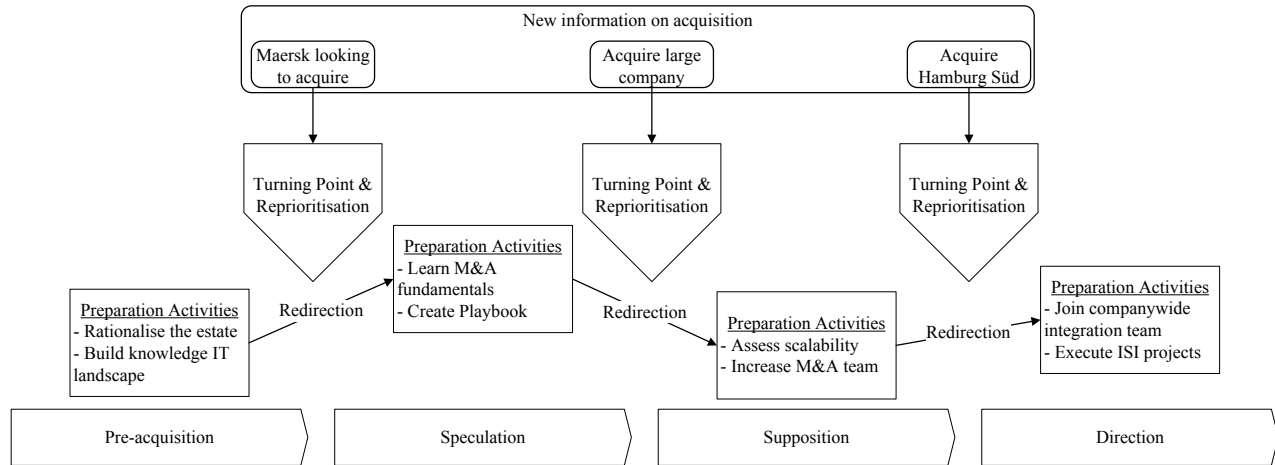 New information on acquisition
Maersk looking
to acquire
Acquire large
company
Acquire
Hamburg Süd
Turning Point &
Reprioritisation
Turning Point &
Reprioritisation
Turning Point &
Reprioritisation
Preparation Activities
- Rationalise the estate
- Build knowledge IT
landscape
Redirection
Preparation Activities
- Learn M&A
fundamentals
- Create Playbook
Redirection
Preparation Activities
- Assess scalability
- Increase M&A team
Redirection
Preparation Activities
- Join companywide
integration team
- Execute ISI projects
Pre-acquisition
Speculation
Supposition
Direction